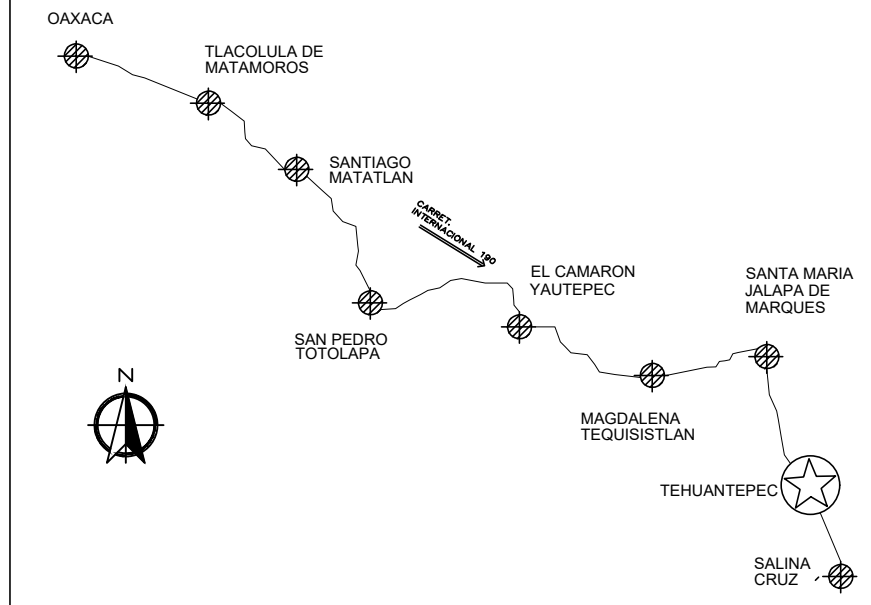 OAXACA
TLACOLULA DE
MATAMOROS
SANTIAGO
MATATLAN
CARRET.
INTERNACIONAL 190
EL CAMARON
YAUTEPEC
SANTA MARIA
JALAPA DE
MARQUES
SAN PEDRO
TOTOLAPA
N
MAGDALENA
TEQUISISTLAN
TEHUANTEPEC
SALINA
CRUZ